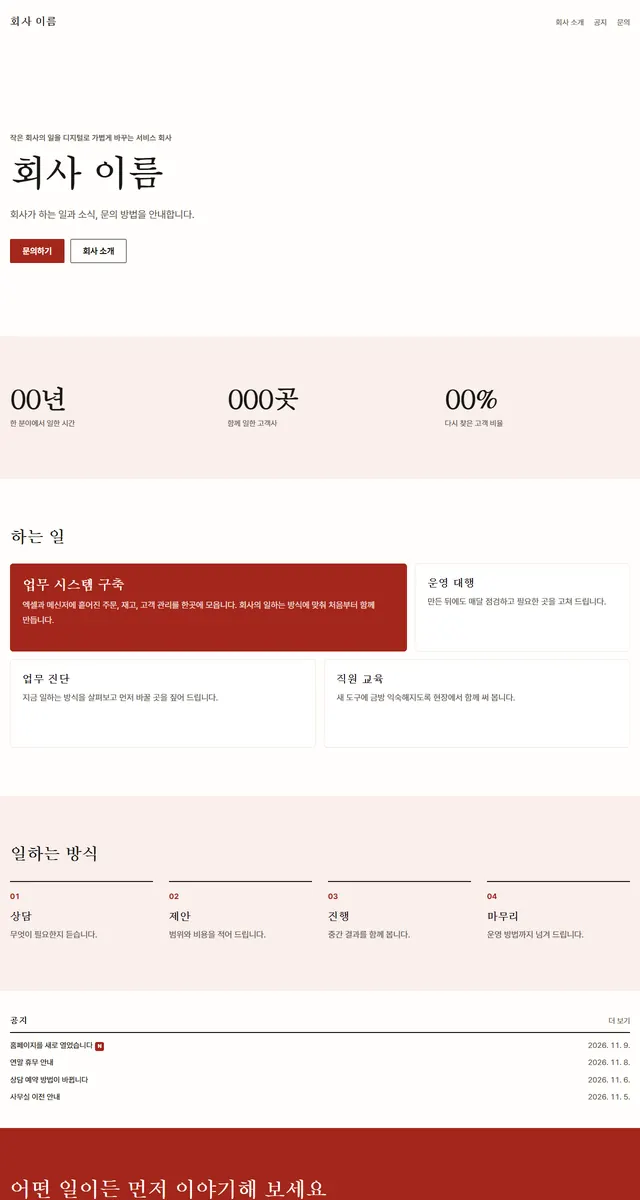 회사 이름
회사 소개 공지 문의
작은 회사의 일을 디지털로 가볍게 바꾸는 서비스 회사
회사 이름
회사가 하는 일과 소식, 문의 방법을 안내합니다.
문의하기 회사 소개
00년 000곳 00%
한 분야에서 일한 시간 함께 일한 고객사 다시 찾은 고객 비율
하는 일
업무 시스템 구축
엑셀과 메신저에 흩어진 주문, 재고, 고객 관리를 한곳에 모읍니다. 회사의 일하는 방식에 맞춰 처음부터 함께
만듭니다.
운영 대행
만든 뒤에도 매달 점검하고 필요한 곳을 고쳐 드립니다.
업무 진단
지금 일하는 방식을 살펴보고 먼저 바꿀 곳을 짚어 드립니다.
직원 교육
새 도구에 금방 익숙해지도록 현장에서 함께 써 봅니다.
일하는 방식
01
상담
무엇이 필요한지 듣습니다.
02
제안
범위와 비용을 적어 드립니다.
03
진행
중간 결과를 함께 봅니다.
04
마무리
운영 방법까지 넘겨 드립니다.
공지 더 보기
홈페이지를 새로 열었습니다 N 2026. 11. 9.
연말 휴무 안내 2026. 11. 8.
상담 예약 방법이 바뀝니다 2026. 11. 6.
사무실 이전 안내 2026. 11. 5.
어떤 일이든 먼저 이야기해 보세요